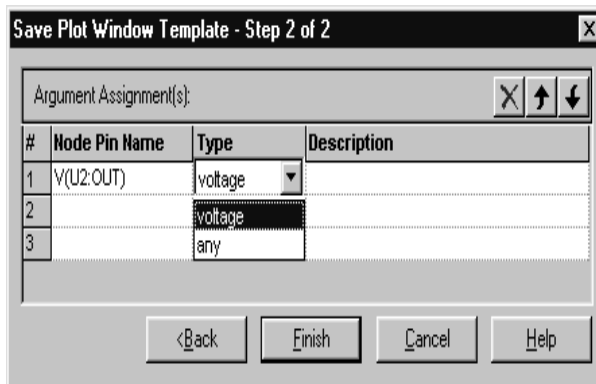 Save Plot Window Template - Step 2 of 2
Argument Assignment(s):
# Node Pin Name Type Description
1 V(U2:OUT) voltage
2 voltage
3 any
<Back Finish Cancel Help